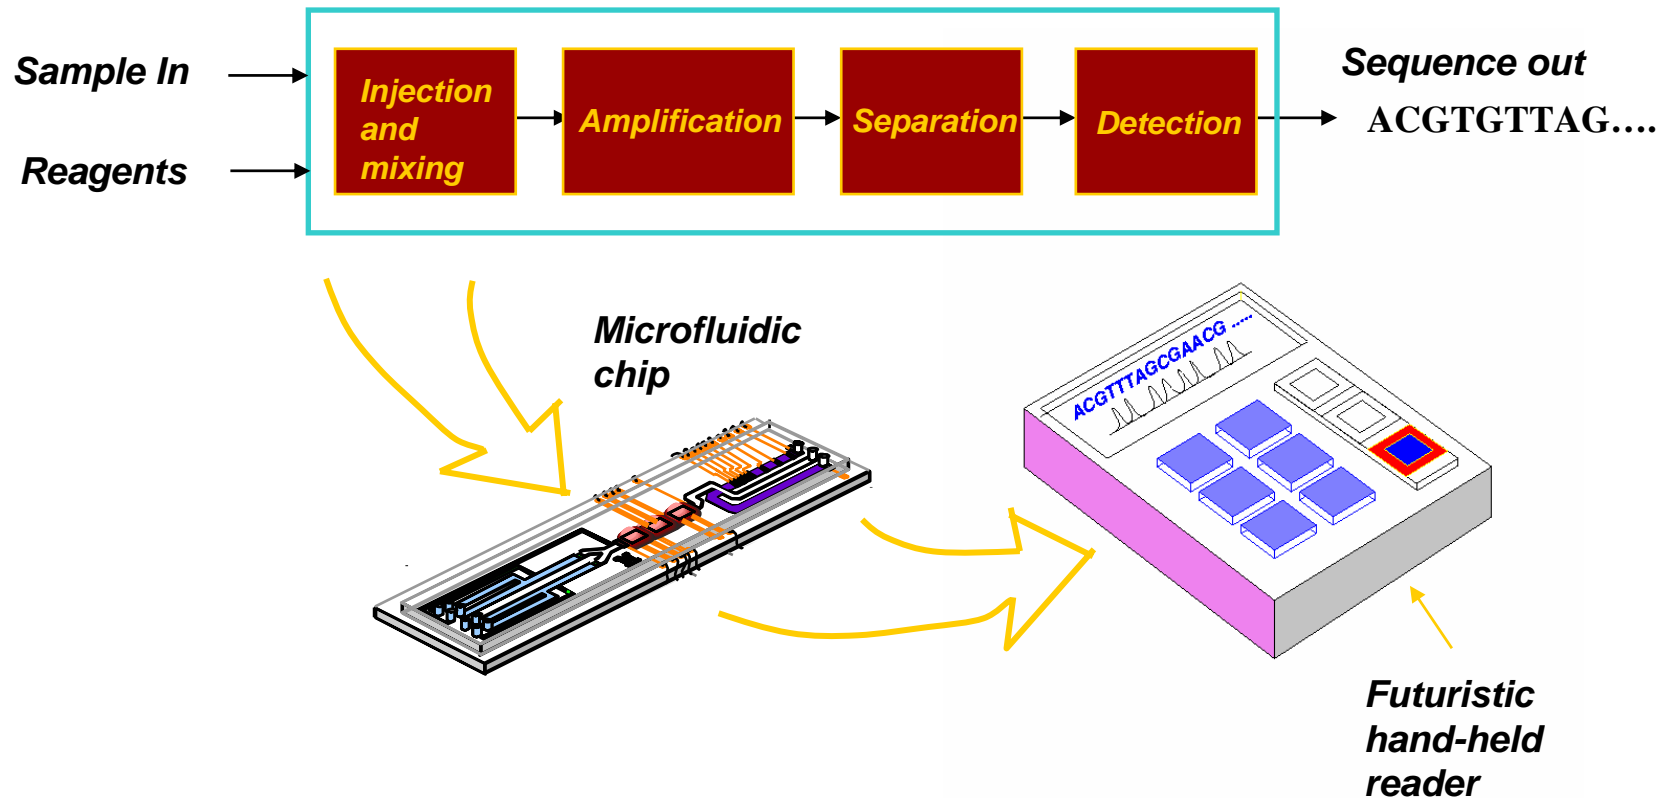 Sample In
Reagents
Injection
and
mixing
Amplification
Separation
Detection
Sequence out
ACGTGTTAG....
Microfluidic
chip
ACGTTTAGCGAACG .....
Futuristic
hand-held
reader